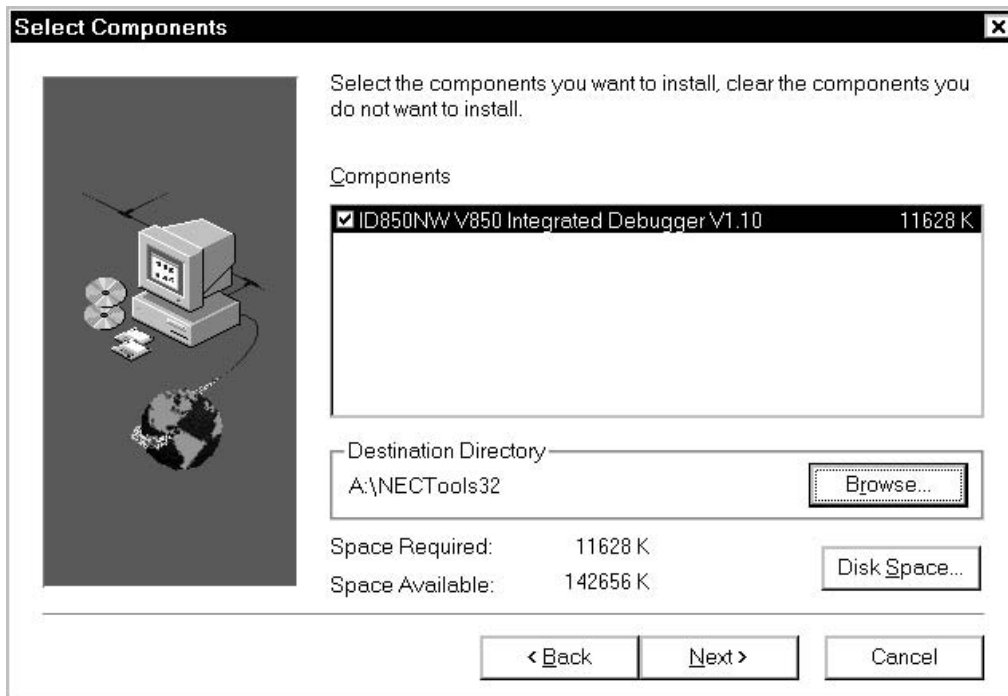 Select Components
Select the components you want to install, clear the components you
do not want to install.
Components
ID850NW V850 Integrated Debugger V1.10 11628 K
Destination Directory
A:\NECTools32
Browse...
Space Required: 11628 K
Space Available: 142656 K
Disk Space...
< Back
Next >
Cancel